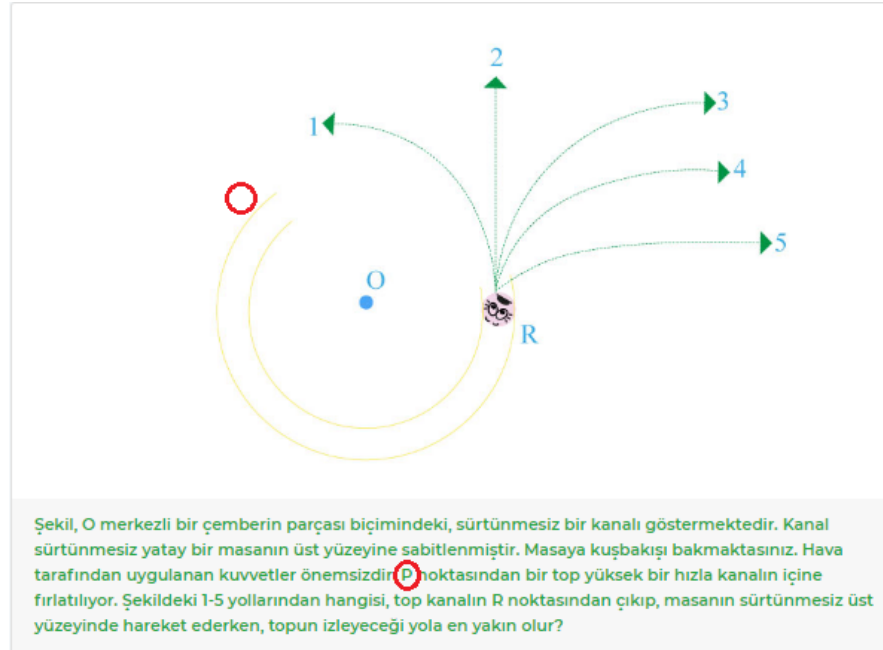 2
3
1
4
5
O
R
Şekil, O merkezli bir çemberin parçası biçimindeki, sürtünmesiz bir kanalı göstermektedir. Kanal
sürtünmesiz yatay bir masanın üst yüzeyine sabitlenmiştir. Masaya kuşbakışı bakmaktasınız. Hava
tarafından uygulanan kuvvetler önemsizdir P noktasından bir top yüksek bir hızla kanalın içine
fırlatılıyor. Şekildeki 1-5 yollarından hangisi, top kanalın R noktasından çıkıp, masanın sürtünmesiz üst
yüzeyinde hareket ederken, topun izleyeceği yola en yakın olur?